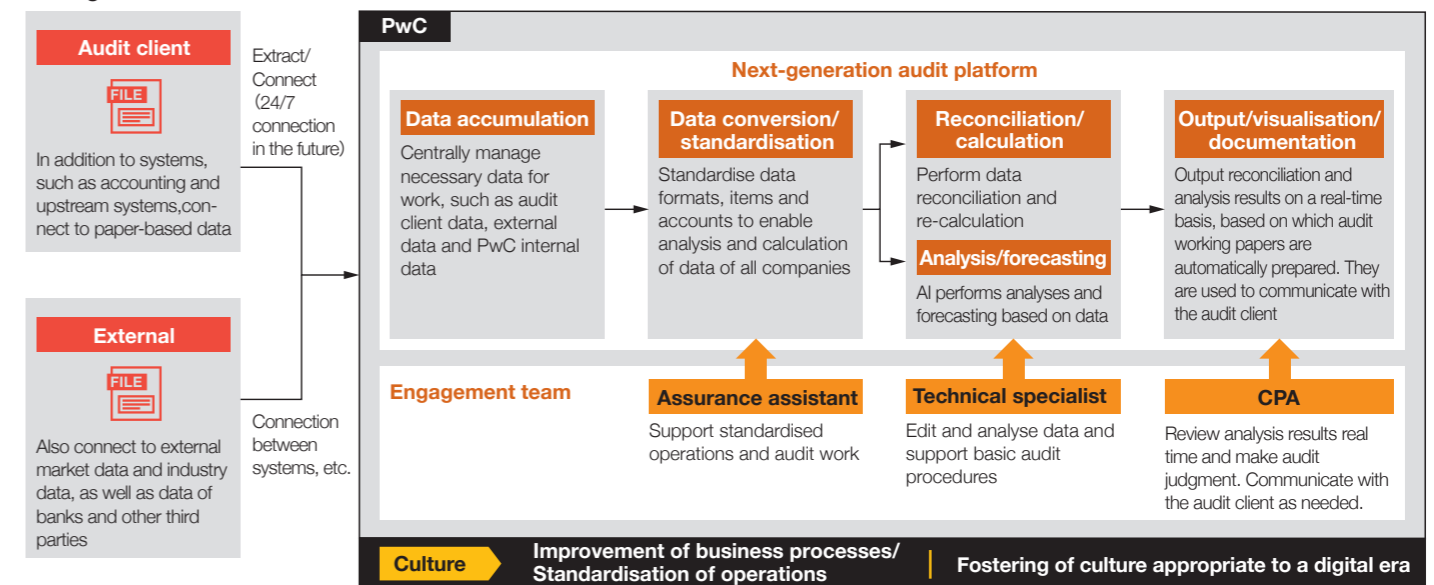 Audit client
FILE
In addition to systems,
such as accounting and
upstream systems,con-
nect to paper-based data
External
FILE
Also connect to external
market data and industry
data, as well as data of
banks and other third
parties
Extract/
Connect
(24/7
connection
in the future)
Connection
between
systems, etc.
PwC
Next-generation audit platform
Data accumulation
Centrally manage
necessary data for
work, such as audit
client data, external
data and PwC internal
data
Data conversion/
standardisation
Standardise data
formats, items and
accounts to enable
analysis and calculation
of data of all companies
Reconciliation/
calculation
Perform data
reconciliation and
re-calculation
Analysis/forecasting
AI performs analyses and
forecasting based on data
Output/visualisation/
documentation
Output reconciliation and
analysis results on a real-time
basis, based on which audit
working papers are
automatically prepared. They
are used to communicate with
the audit client
Engagement team
Assurance assistant
Support standardised
operations and audit work
Technical specialist
Edit and analyse data and
support basic audit
procedures
CPA
Review analysis results real
time and make audit
judgment. Communicate with
the audit client as needed.
Culture
Improvement of business processes/
Standardisation of operations
Fostering of culture appropriate to a digital era